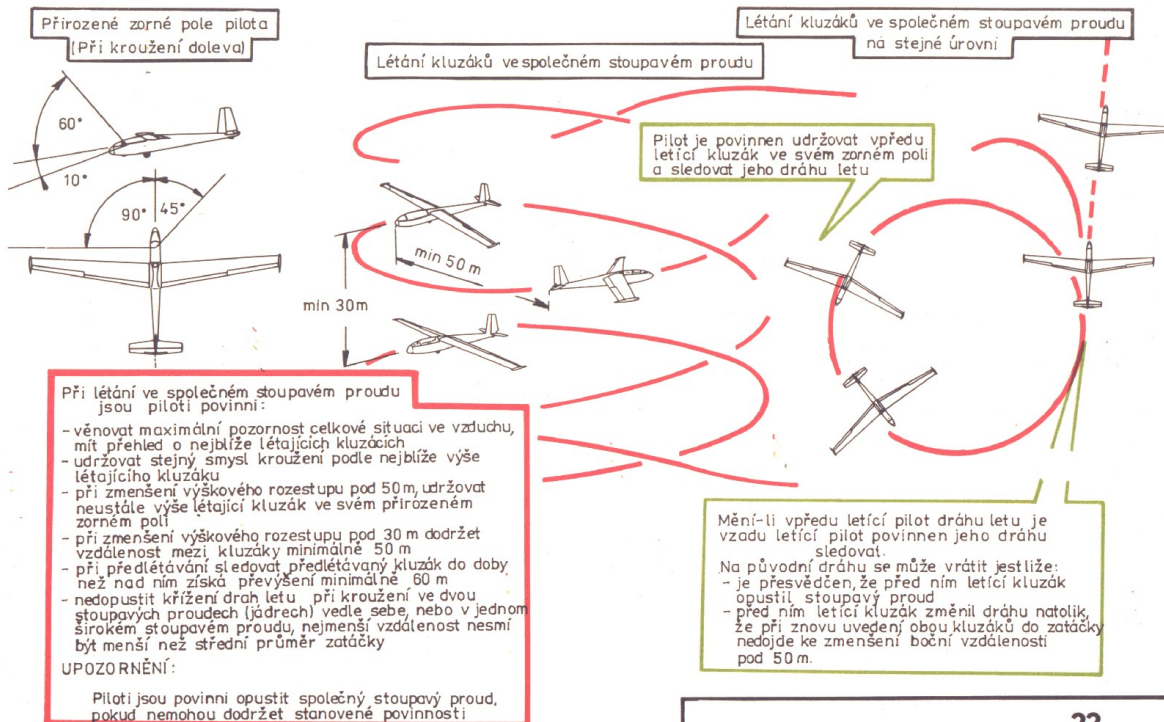 Přirozené zorné pole pilota
(Při kroužení doleva)
60°
10°
90°
45°
Létání kluzáků ve společném stoupavém proudu
min 50 m
min 30m
Létání kluzáků ve společném stoupavém proudu
na stejné úrovni
Pilot je povinnen udržovat vpředu
letící kluzák ve svém zorném poli
a sledovat jeho dráhu letu
Při létání ve společném stoupavém proudu
jsou piloti povinni:
- věnovat maximální pozornost celkové situaci ve vzduchu,
mít přehled o nejblíže létajících kluzácích
- udržovat stejný smysl kroužení podle nejblíže výše
létajícího kluzáku
- při zmenšení výškového rozestupu pod 50m, udržovat
neustále výše létající kluzák ve svém přirozeném
zorném poli
- při zmenšení výškového rozestupu pod 30 m dodržet
vzdálenost mezi kluzáky minimálně 50 m
- při předlétávání sledovat předlétávaný kluzák do doby
než nad ním získá převýšení minimálně 60 m
- nedopustit křížení drah letu při kroužení ve dvou
stoupavých proudech (jádrech) vedle sebe, nebo v jednom
širokém stoupavém proudu, nejmenší vzdálenost nesmí
být menší než střední průměr zatáčky
UPOZORNĚNÍ:
Piloti jsou povinni opustit společný stoupavý proud,
pokud nemohou dodržet stanovené povinnosti
Mění-li vpředu letící pilot dráhu letu je
vzadu letící pilot povinnen jeho dráhu
sledovat.
Na původní dráhu se může vrátit jestliže:
- je přesvědčen, že před ním letící kluzák
opustil stoupavý proud
- před ním letící kluzák změnil dráhu natolik,
že při znovu uvedení obou kluzáků do zatáčky
nedojde ke zmenšení boční vzdálenosti
pod 50m.